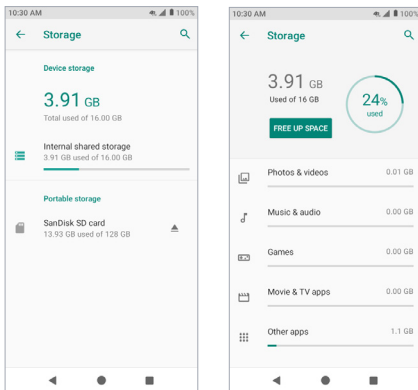 10:30 AM
100%
Storage
Device storage
3.91 GB
Total used of 16.00 GB
Internal shared storage
3.91 GB used of 16.00 GB
Portable storage
SanDisk SD card
13.93 GB used of 128 GB
10:30 AM
100%
Storage
3.91 GB
Used of 16 GB
24%
used
FREE UP SPACE
Photos & videos 0.01 GB
Music & audio 0.00 GB
Games 0.00 GB
Movie & TV apps 0.00 GB
Other apps 1.1 GB